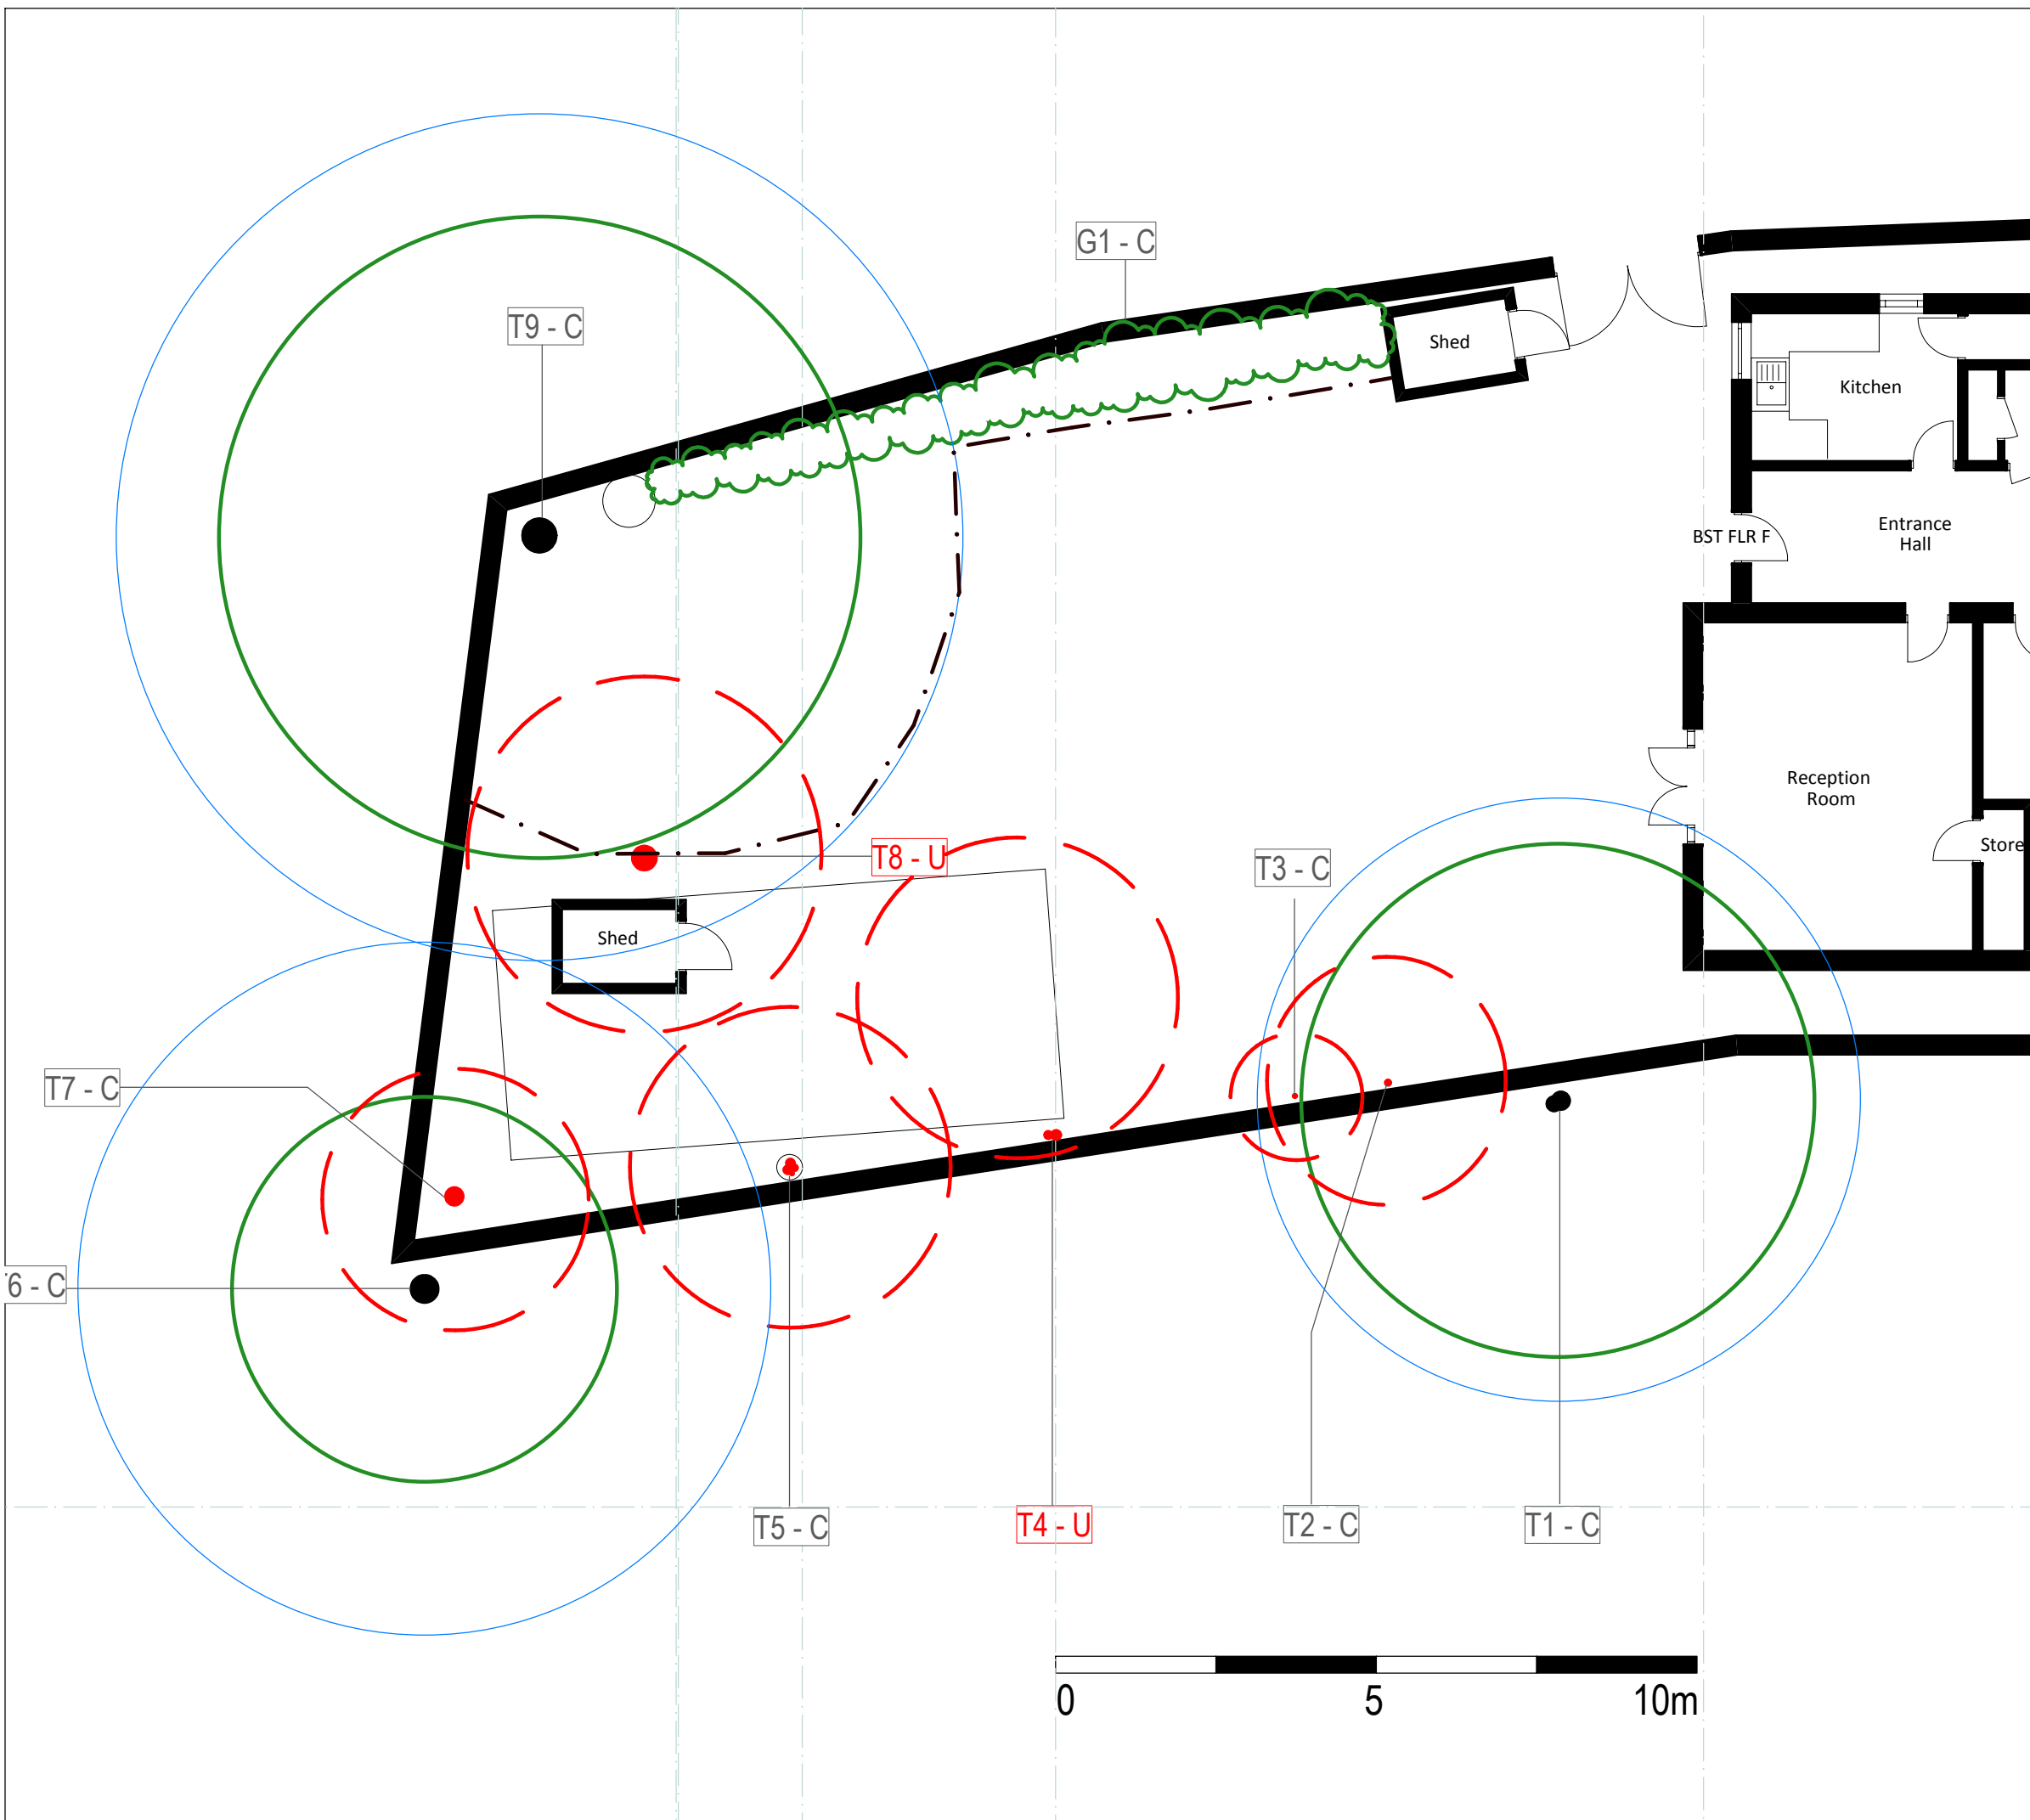 G1 - C
T9 - C
Shed
Kitchen
BST FLR F
Entrance
Hall
Reception
Room
Store
T8 - U
T3 - C
Shed
T7 - C
6 - C
T5 - C
T4 - U
T2 - C
T1 - C
0 5 10m